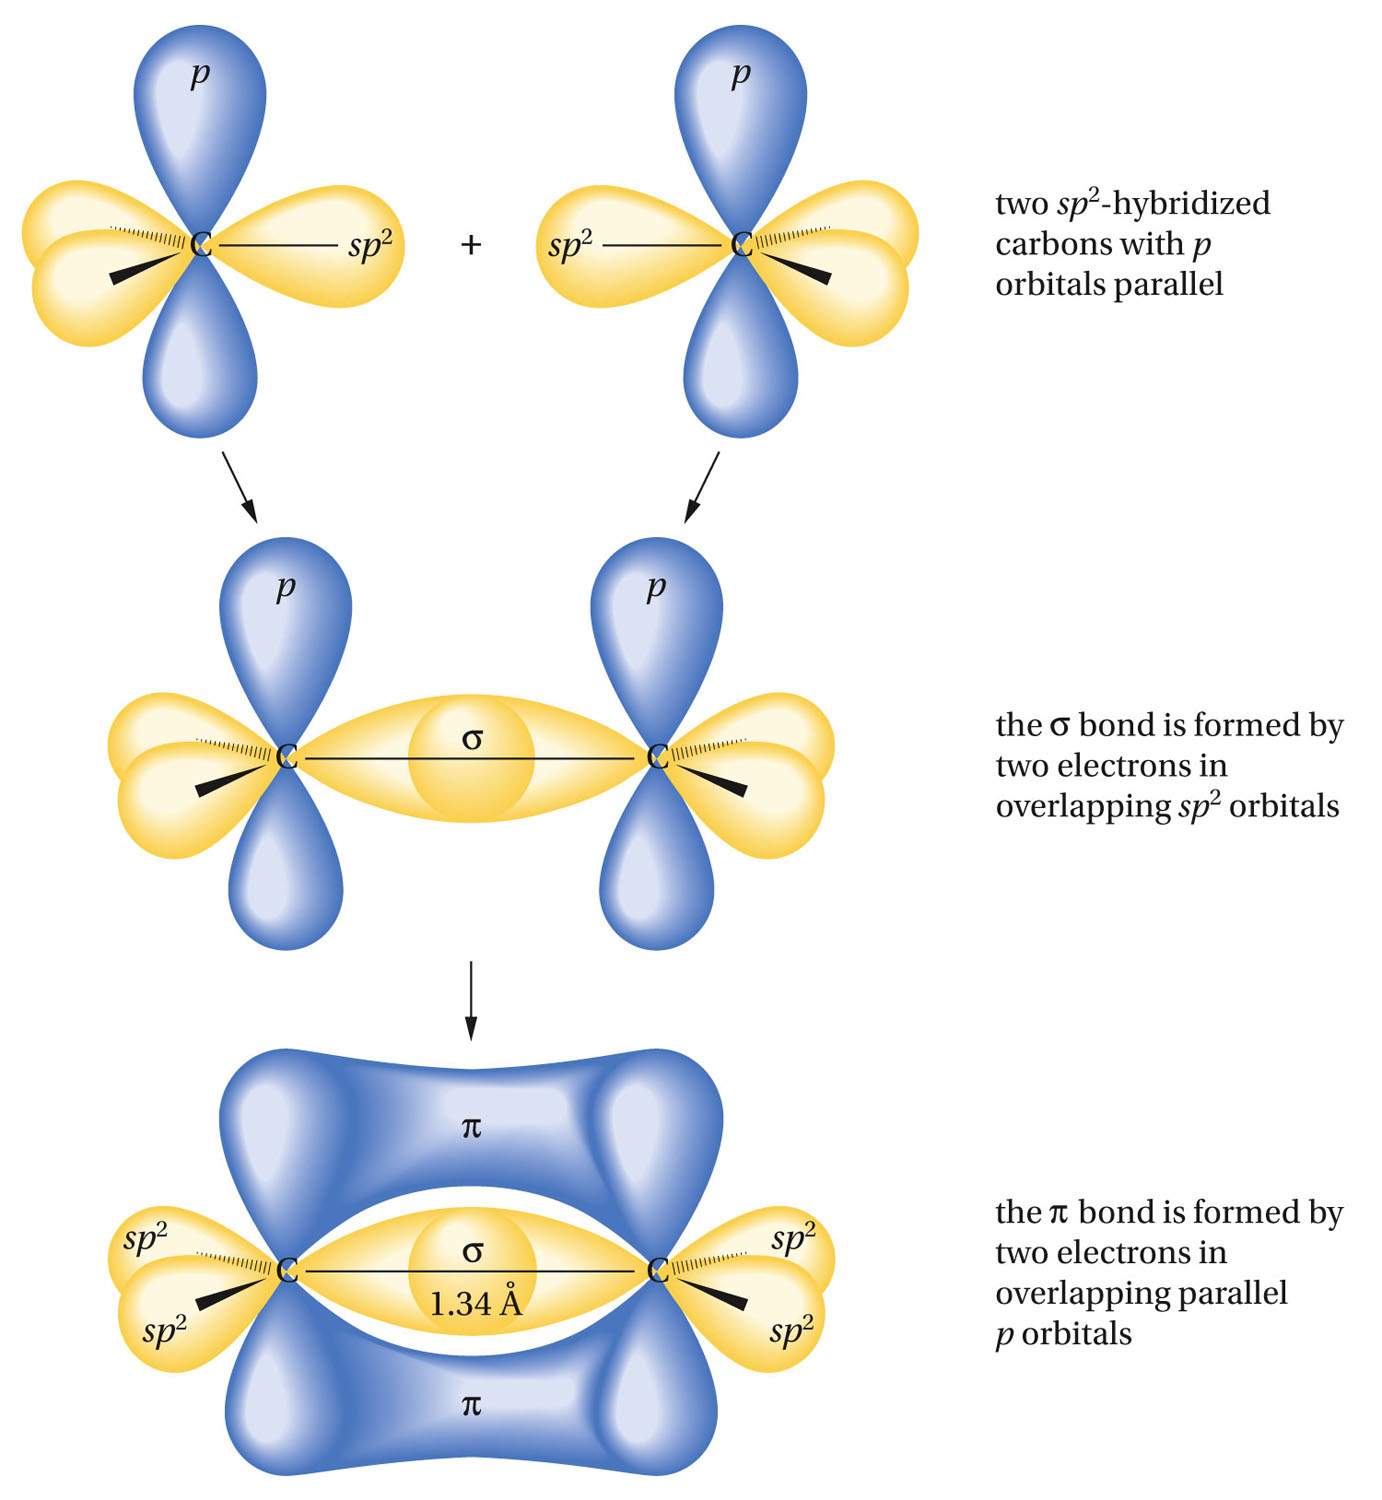 p
p
C
sp²
+
sp²
C
two sp²-hybridized
carbons with p
orbitals parallel
p
p
C
σ
C
the σ bond is formed by
two electrons in
overlapping sp² orbitals
π
sp²
sp²
C
σ
1.34 Å
C
sp²
sp²
π
the π bond is formed by
two electrons in
overlapping parallel
p orbitals